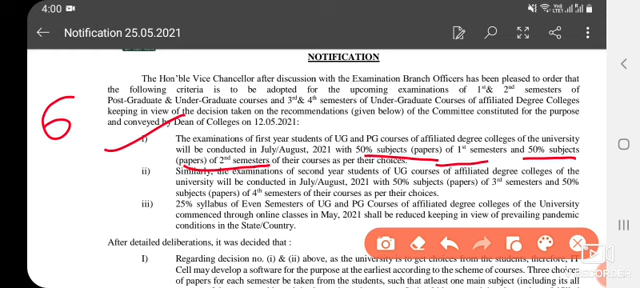 4:00
Notification 25.05.2021
NOTIFICATION
The Hon'ble Vice Chancellor after discussion with the Examination Branch Officers has been pleased to order that
the following criteria is to be adopted for the upcoming examinations of 1st& 2nd semesters of
Post-Graduate & Under-Graduate courses and 3rd& 4th semesters of Under-Graduate Courses of affiliated Degree Colleges
keeping in view of the decision taken on the recommendations (given below) of the Committee constituted for the purpose
and conveyed by Dean of Colleges on 12.05.2021:
6
i) The examinations of first year students of UG and PG courses of affiliated degree colleges of the university
will be conducted in July/August, 2021 with 50% subjects (papers) of 1st semesters and 50% subjects
(papers) of 2nd semesters of their courses as per their choices.
ii) Similarly, the examinations of second year students of UG courses of affiliated degree colleges of the
university will be conducted in July/August, 2021 with 50% subjects (papers) of 3rd semesters and 50%
subjects (papers) of 4th semesters of their courses as per their choices.
iii) 25% syllabus of Even Semesters of UG and PG Courses of affiliated degree colleges of the University
commenced through online classes in May, 2021 shall be reduced keeping in view of prevailing pandemic
conditions in the State/Country.
After detailed deliberations, it was decided that :
I) Regarding decision no. (i) & (ii) above, as the university is to get choices from the students, therefore, IT
Cell may develop a software for the purpose at the earliest according to the scheme of courses. Three choices
of papers for each semester be taken from the students, such that atleast one main subject (including its all